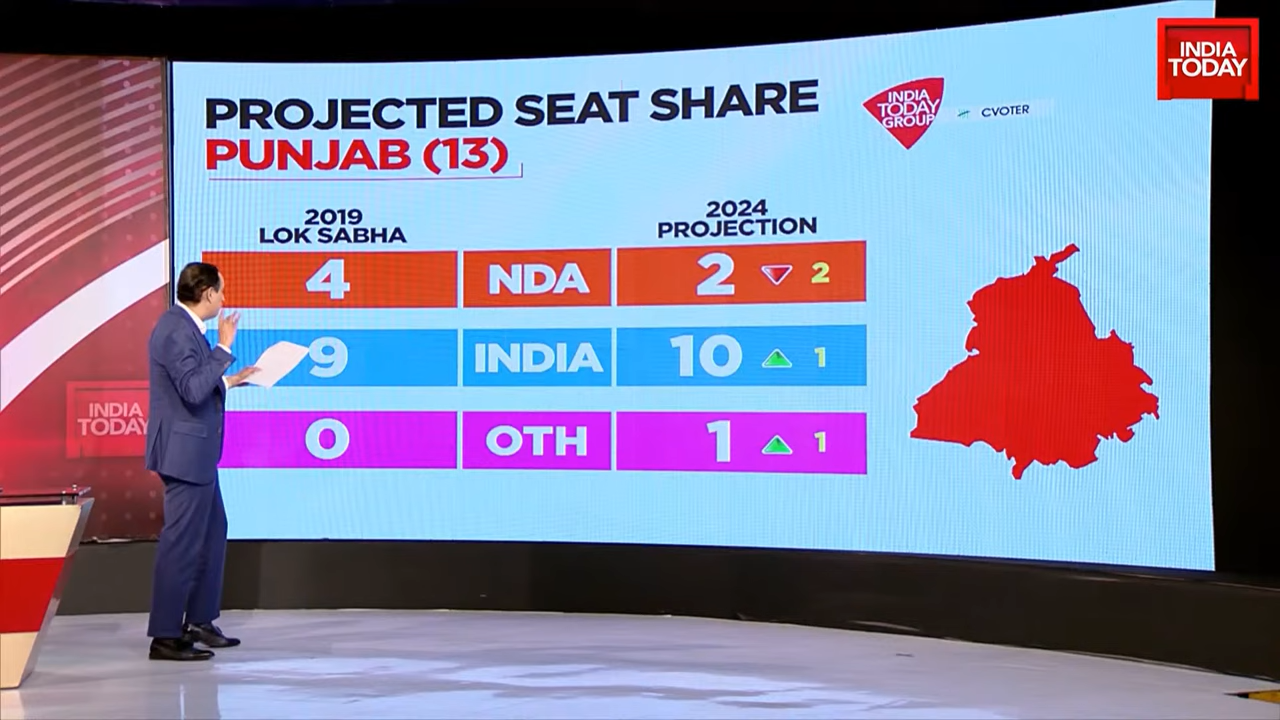 INDIA
TODAY
PROJECTED SEAT SHARE
PUNJAB (13)
INDIA
TODAY
GROUP
CVOTER
2019
LOK SABHA
2024
PROJECTION
4 NDA 2 2
9 INDIA 10 1
0 OTH 1 1
INDIA
TODAY